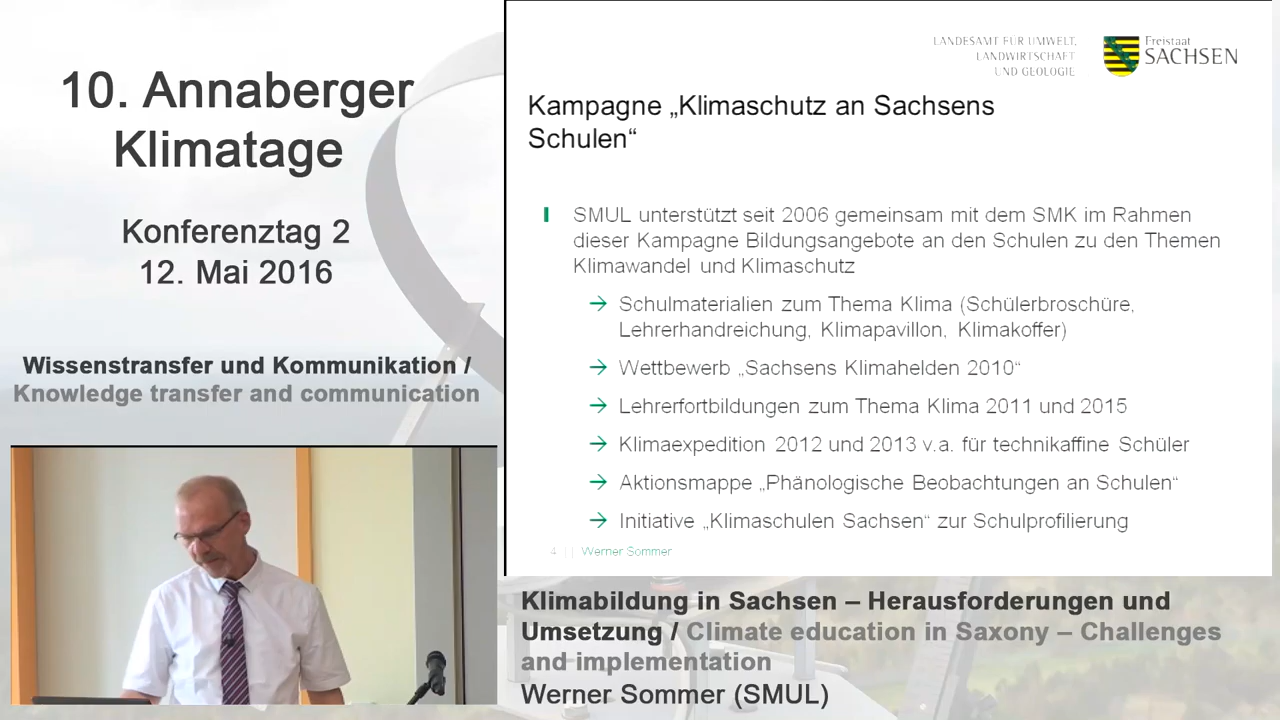 10. Annaberger
Klimatage
Konferenztag 2
12. Mai 2016
Wissenstransfer und Kommunikation /
Knowledge transfer and communication
LANDESAMT FÜR UMWELT,
LANDWIRTSCHAFT
UND GEOLOGIE
Freistaat
SACHSEN
Kampagne „Klimaschutz an Sachsens
Schulen“
SMUL unterstützt seit 2006 gemeinsam mit dem SMK im Rahmen
dieser Kampagne Bildungsangebote an den Schulen zu den Themen
Klimawandel und Klimaschutz
→ Schulmaterialien zum Thema Klima (Schülerbroschüre,
Lehrerhandreichung, Klimapavillon, Klimakoffer)
→ Wettbewerb „Sachsens Klimahelden 2010“
→ Lehrerfortbildungen zum Thema Klima 2011 und 2015
→ Klimaexpedition 2012 und 2013 v.a. für technikaffine Schüler
→ Aktionsmappe „Phänologische Beobachtungen an Schulen“
→ Initiative „Klimaschulen Sachsen“ zur Schulprofilierung
4 || Werner Sommer
Klimabildung in Sachsen – Herausforderungen und
Umsetzung / Climate education in Saxony – Challenges
and implementation
Werner Sommer (SMUL)